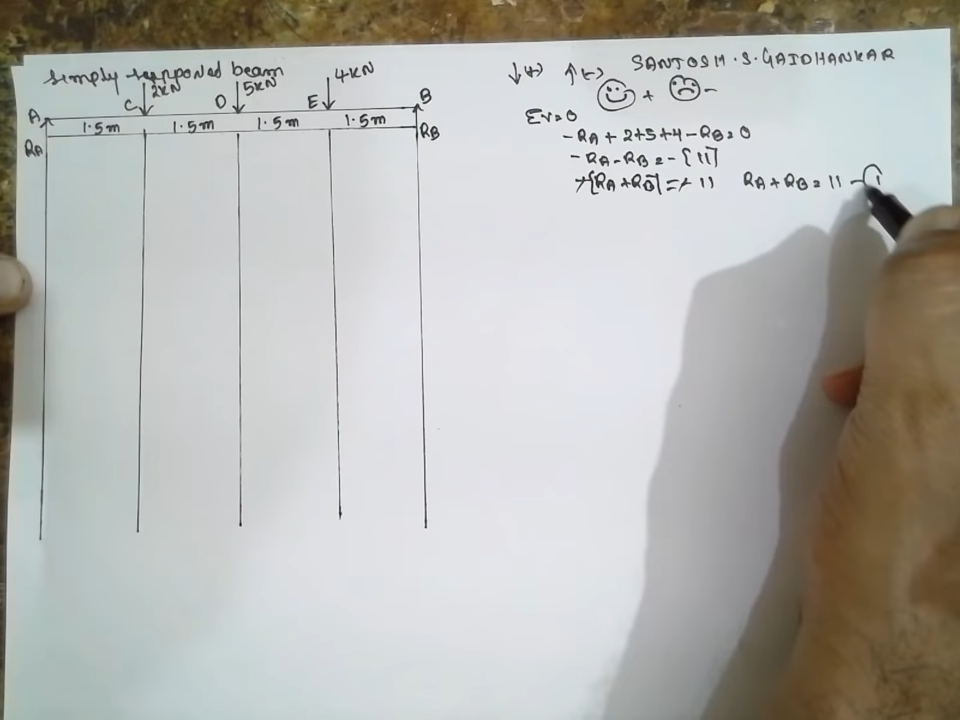 Simply supported beam
2KN 5KN 4KN
A C D E B
1.5m 1.5m 1.5m 1.5m
RA RB
↓(+) ↑(-) SANTOSH.S.GAIDHANKAR
+ -
Σv=0
-RA+2+5+4-RB=0
-RA-RB=-[11]
-[RA+RB]=-11 RA+RB=11 -1